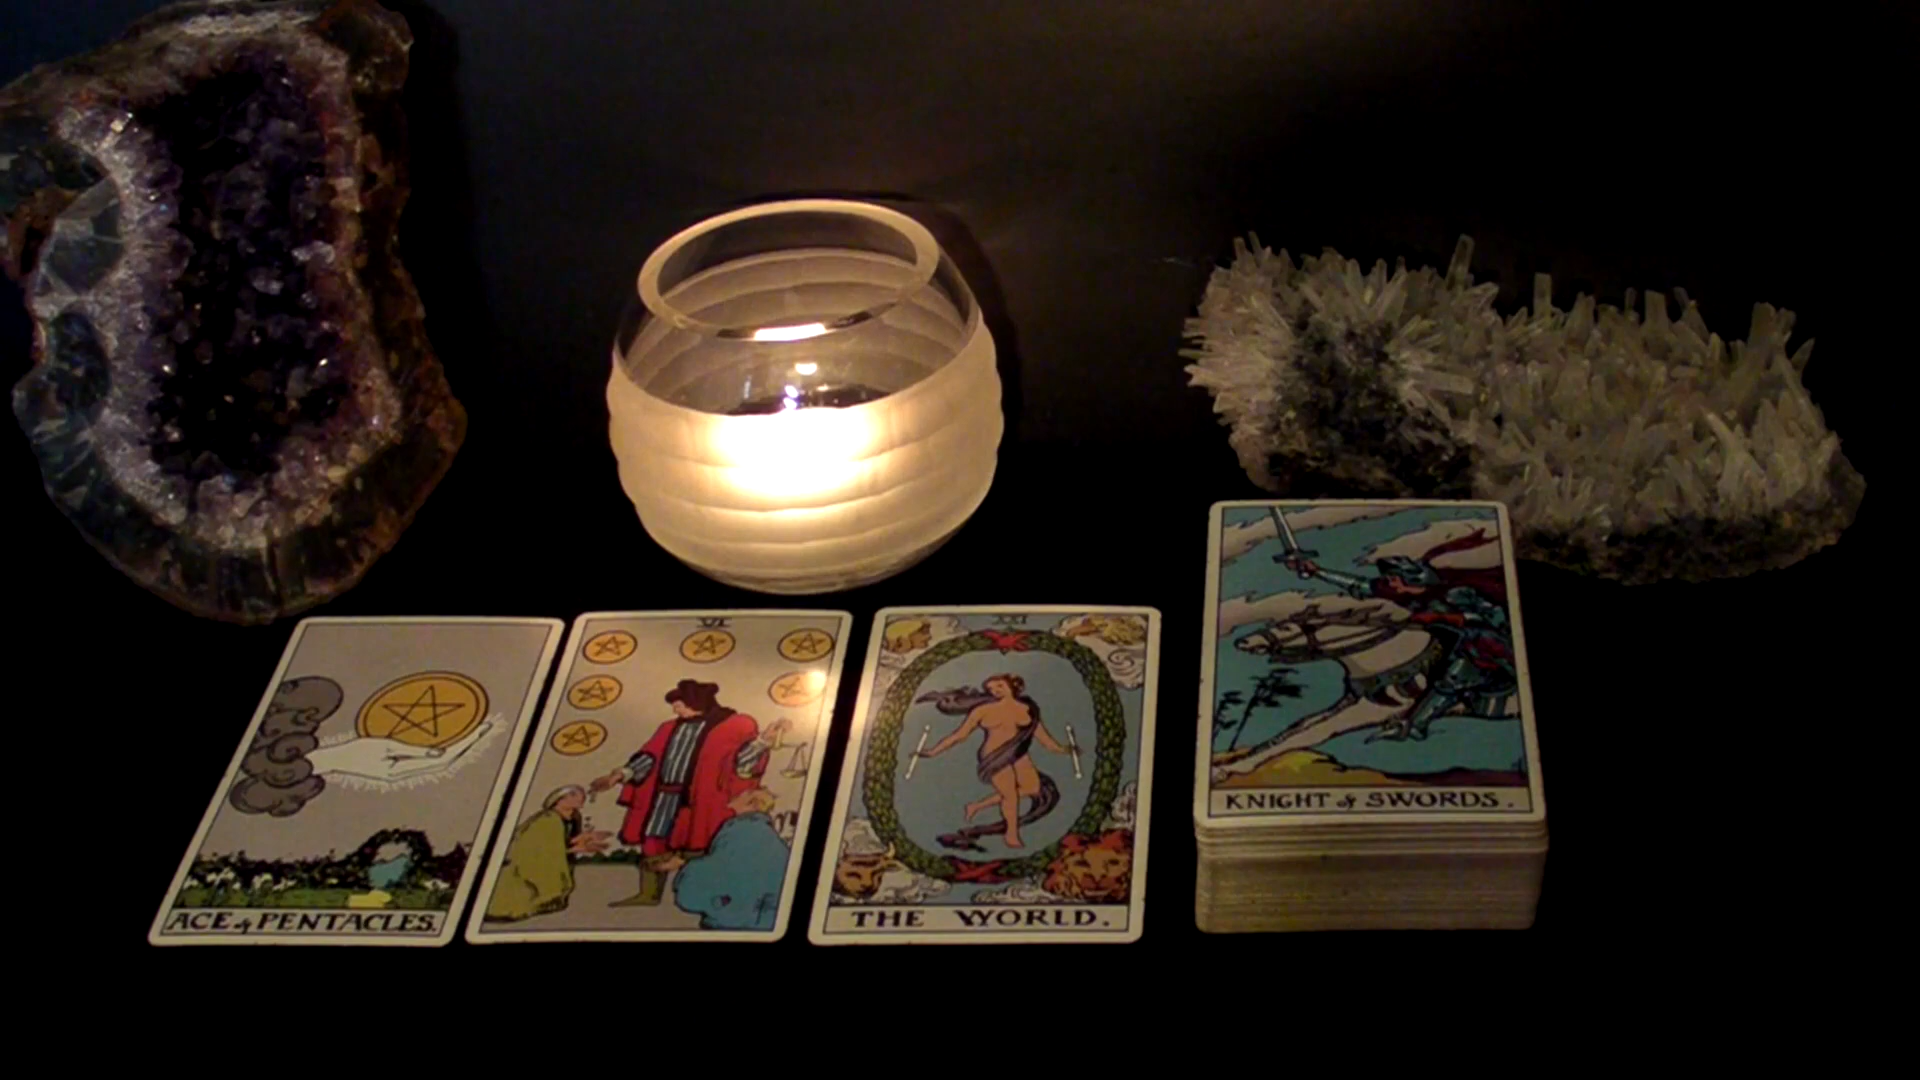 VI
XXI
ACE of PENTACLES.
THE WORLD.
KNIGHT of SWORDS.